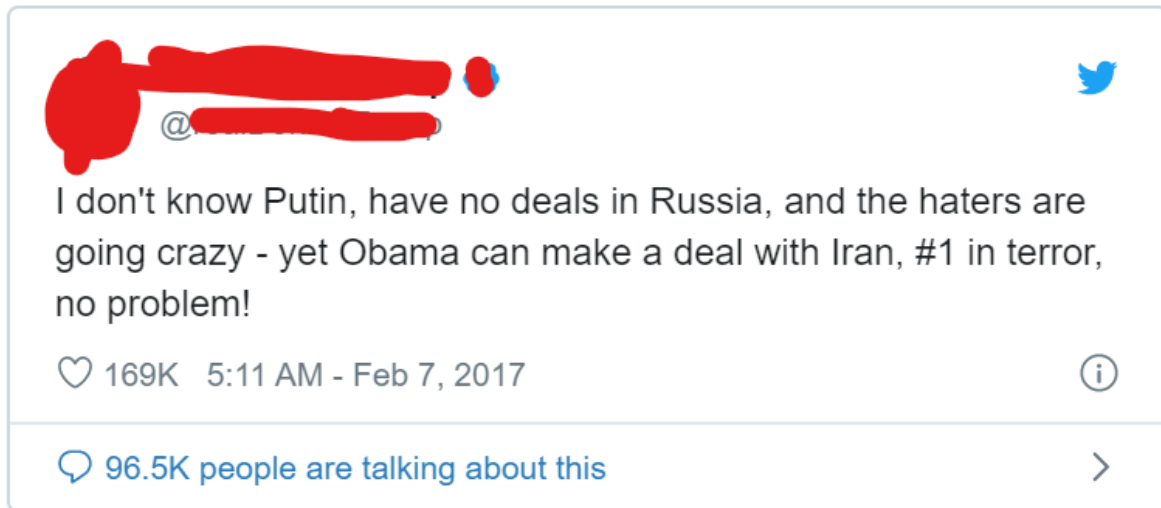 @
I don't know Putin, have no deals in Russia, and the haters are
going crazy - yet Obama can make a deal with Iran, #1 in terror,
no problem!
169K 5:11 AM - Feb 7, 2017
96.5K people are talking about this